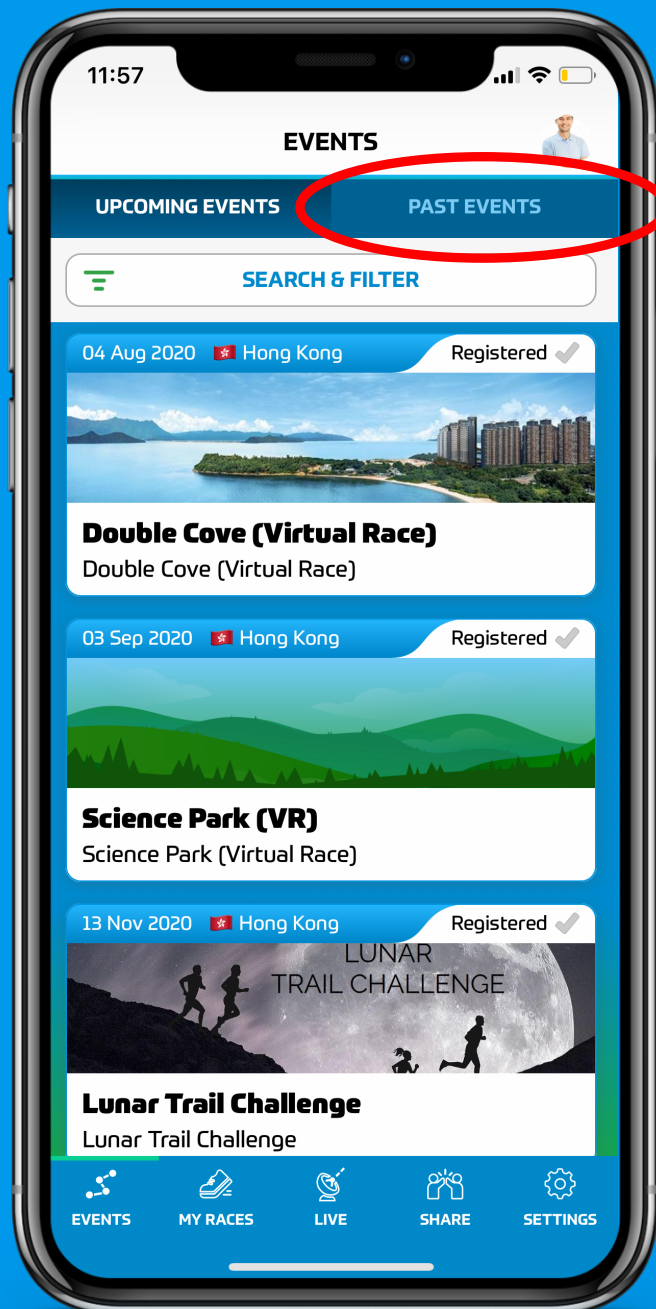 11:57
EVENTS
UPCOMING EVENTS
PAST EVENTS
SEARCH & FILTER
04 Aug 2020 Hong Kong Registered
Double Cove (Virtual Race)
Double Cove (Virtual Race)
03 Sep 2020 Hong Kong Registered
Science Park (VR)
Science Park (Virtual Race)
13 Nov 2020 Hong Kong Registered
LUNAR
TRAIL CHALLENGE
Lunar Trail Challenge
Lunar Trail Challenge
EVENTS MY RACES LIVE SHARE SETTINGS